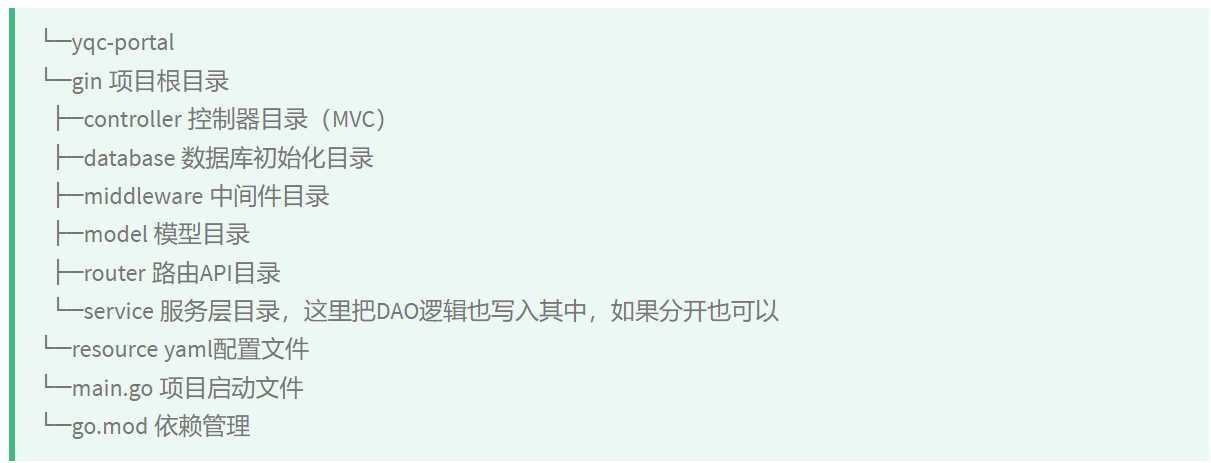 └─yqc-portal
└─gin 项目根目录
├─controller 控制器目录（MVC）
├─database 数据库初始化目录
├─middleware 中间件目录
├─model 模型目录
├─router 路由API目录
└─service 服务层目录，这里把DAO逻辑也写入其中，如果分开也可以
└─resource yaml配置文件
└─main.go 项目启动文件
└─go.mod 依赖管理